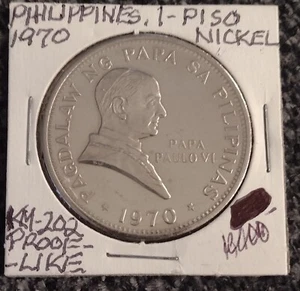 PHILIPPINES, 1-PISO
1970 NICKEL
PAGDALAW NG PAPA SA PILIPINAS
PAPA
PAULO VI
1970
KM-202
PROOF-
-LIKE